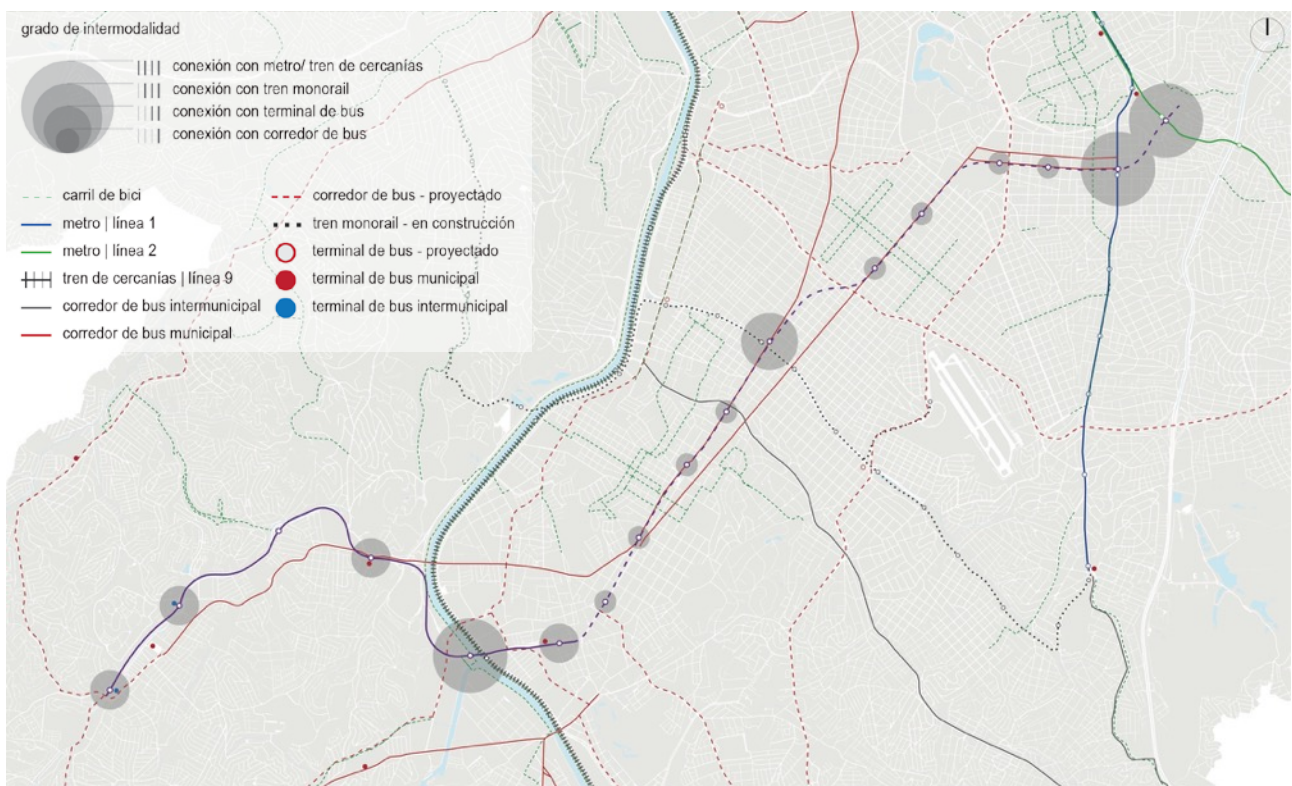 grado de intermodalidad
conexión con metro/ tren de cercanías
conexión con tren monorail
conexión con terminal de bus
conexión con corredor de bus
carril de bici
metro | línea 1
metro | línea 2
tren de cercanías | línea 9
corredor de bus intermunicipal
corredor de bus municipal
corredor de bus - proyectado
tren monorail - en construcción
terminal de bus - proyectado
terminal de bus municipal
terminal de bus intermunicipal